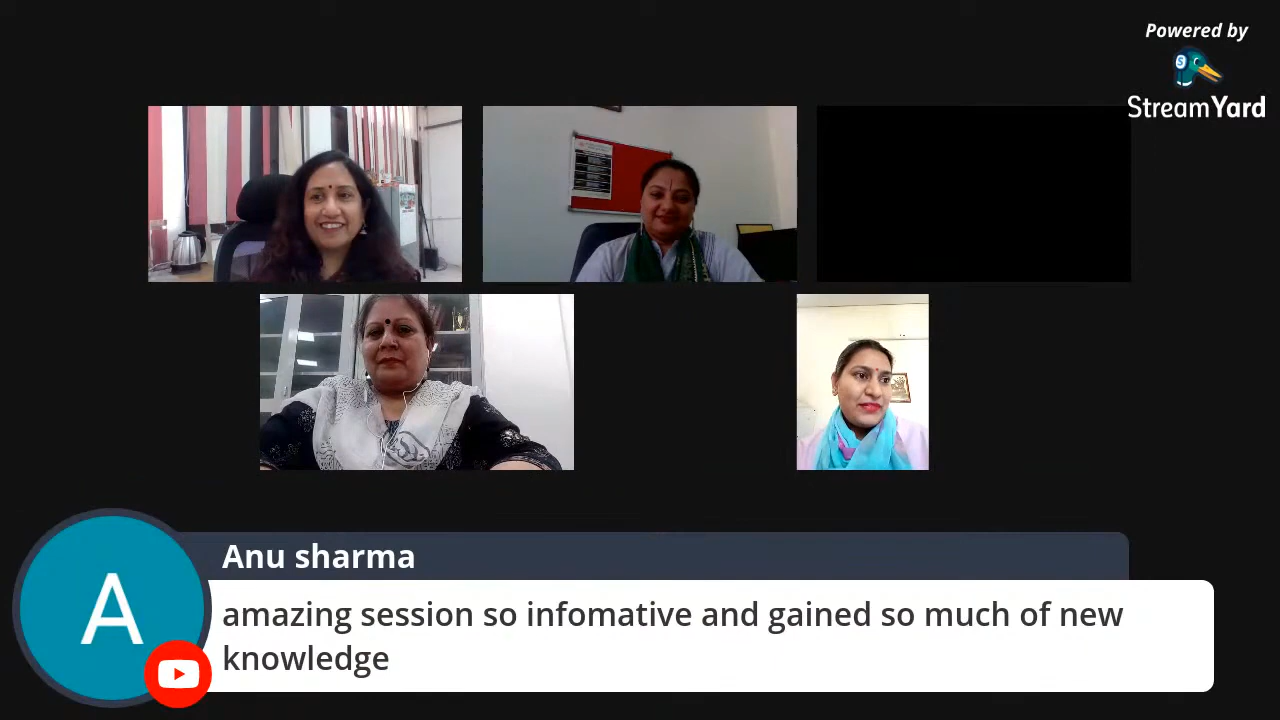 Powered by
S
StreamYard
Anu sharma
A
amazing session so infomative and gained so much of new
knowledge